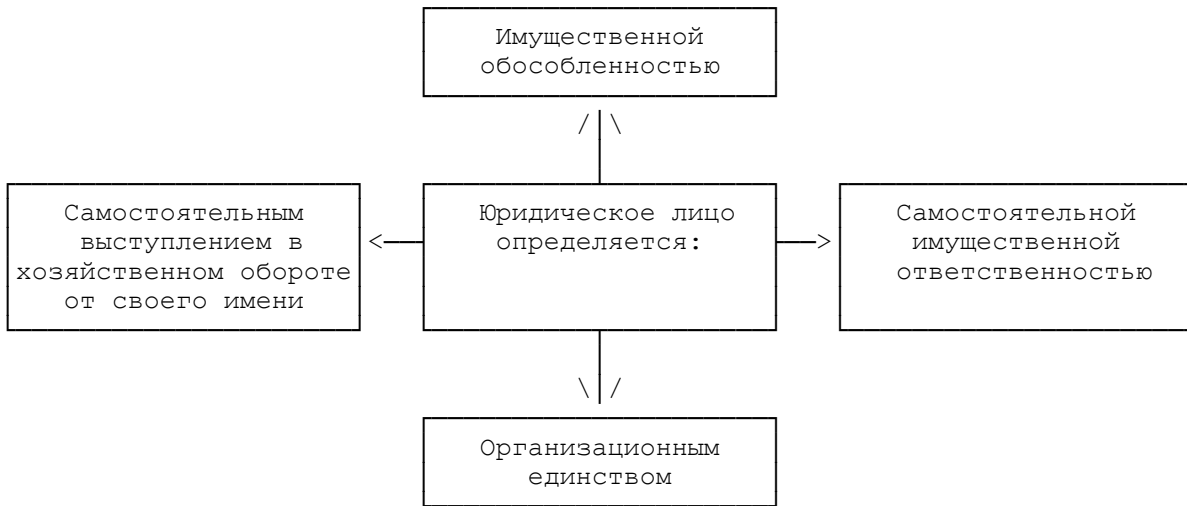 Имущественной
обособленностью
Самостоятельным
выступлением в
хозяйственном обороте
от своего имени
Юридическое лицо
определяется:
Самостоятельной
имущественной
ответственностью
Организационным
единством